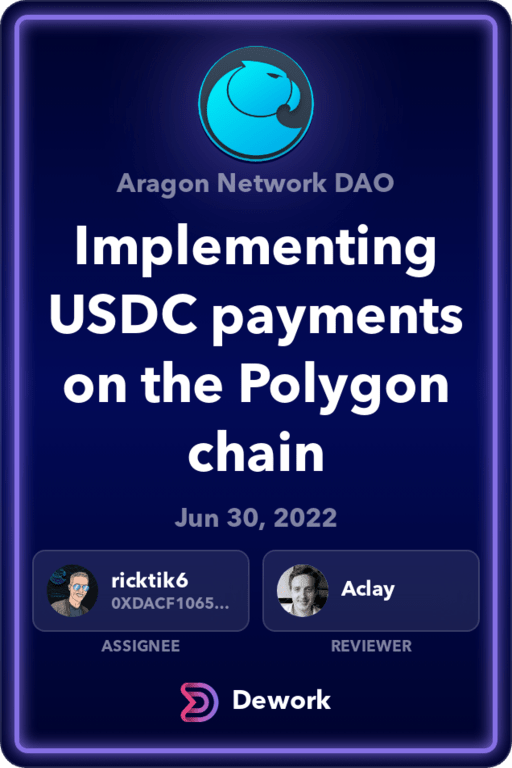 Aragon Network DAO
Implementing
USDC payments
on the Polygon
chain
Jun 30, 2022
ricktik6
0XDACF1065...
ASSIGNEE
Aclay
REVIEWER
Dework